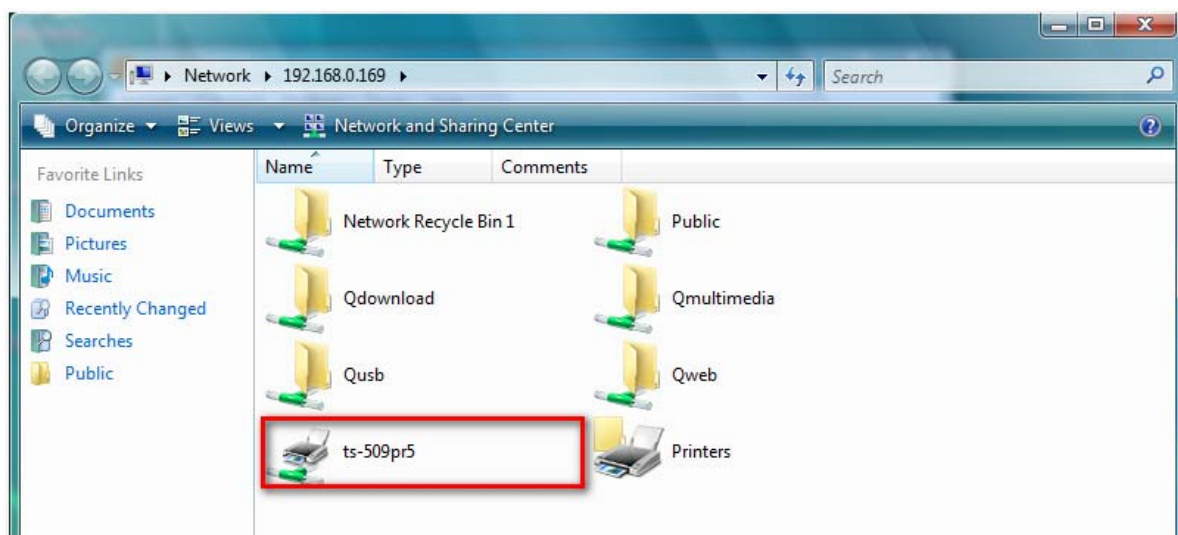 Network ▸ 192.168.0.169 ▸ Search
Organize Views Network and Sharing Center
Favorite Links
Documents
Pictures
Music
Recently Changed
Searches
Public
Name Type Comments
Network Recycle Bin 1 Public
Qdownload Qmultimedia
Qusb Qweb
ts-509pr5 Printers